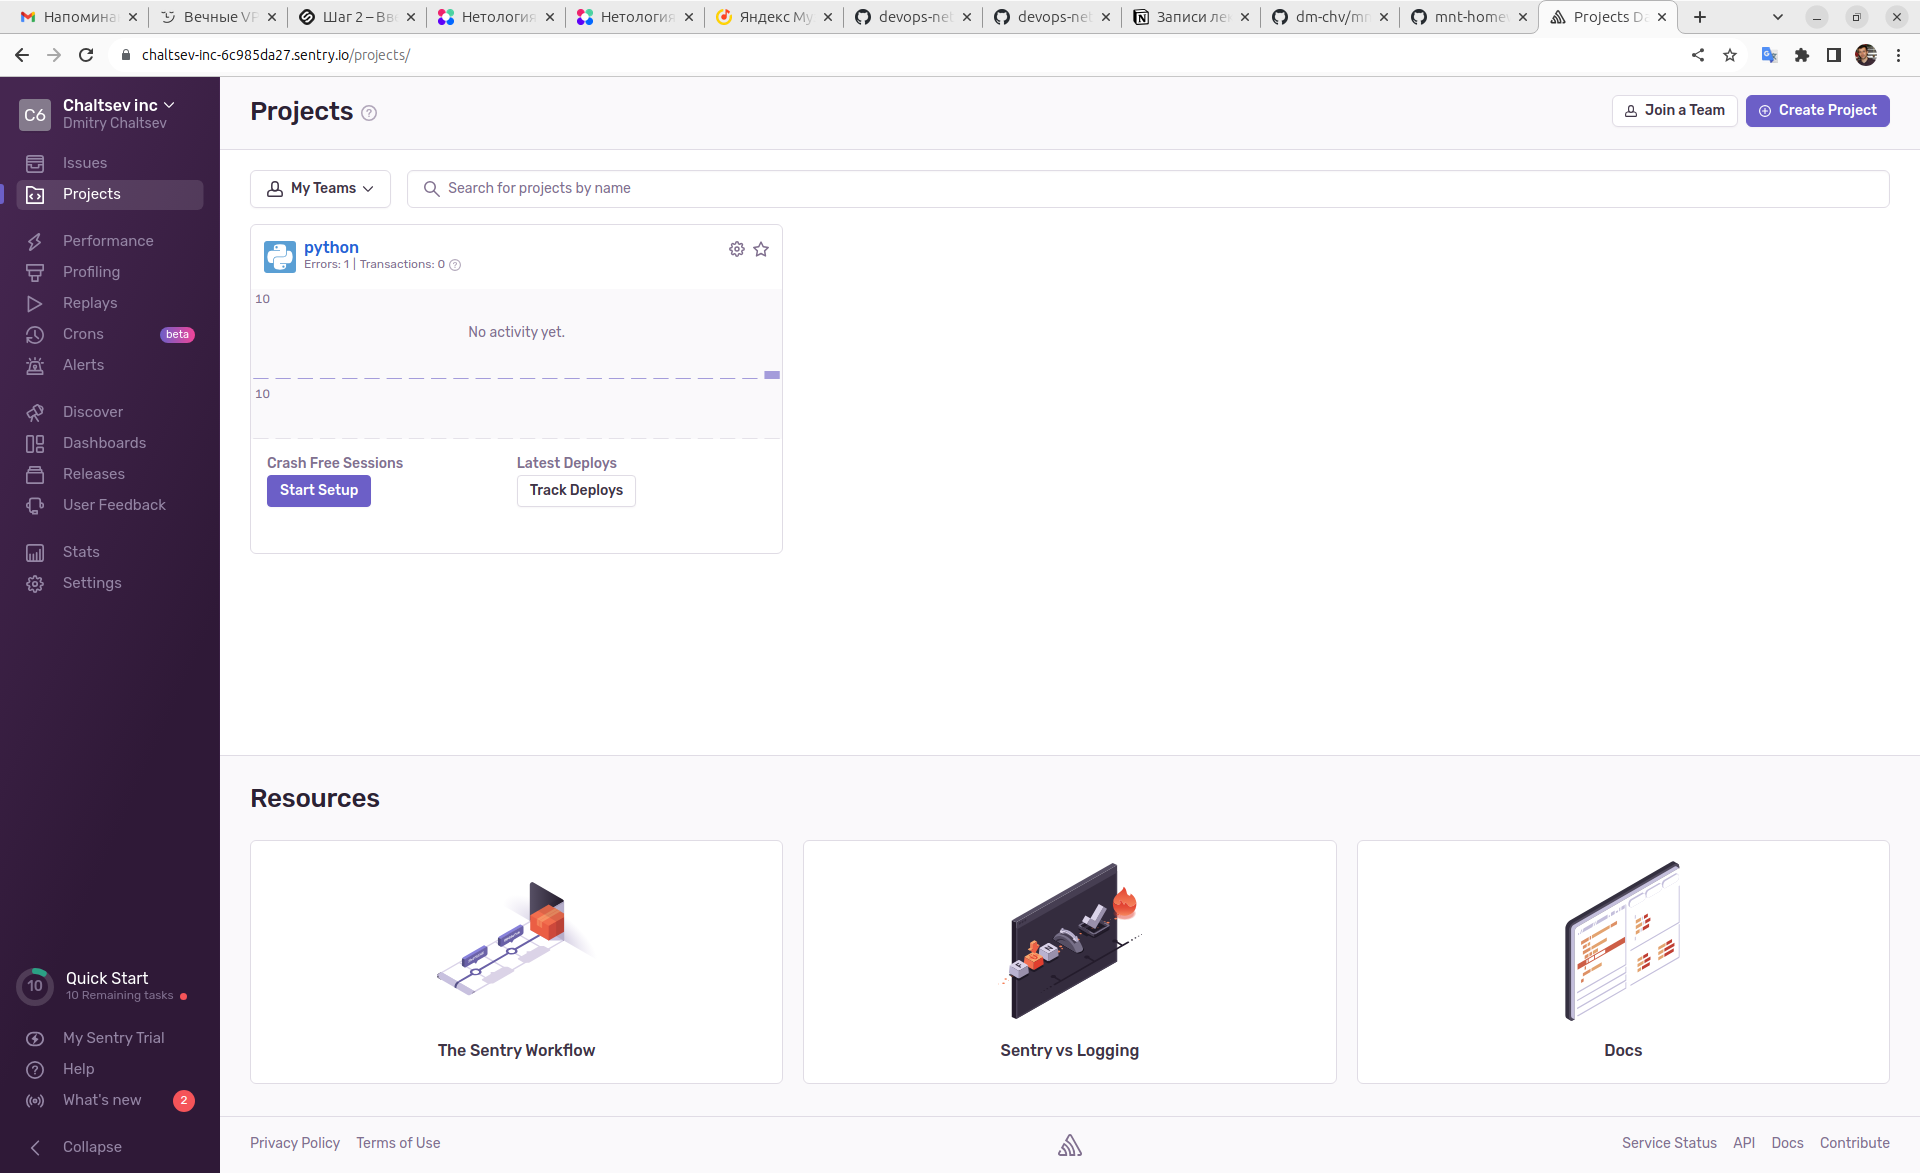 Напомина
Вечные VP
Шаг 2 – Вв
Нетология
Нетология
Яндекс Му
devops-net
devops-net
Записи ле
dm-chv/mn
mnt-home
Projects Da
chaltsev-inc-6c985da27.sentry.io/projects/
C6
Chaltsev inc
Dmitry Chaltsev
Issues
Projects
Performance
Profiling
Replays
Crons beta
Alerts
Discover
Dashboards
Releases
User Feedback
Stats
Settings
10
Quick Start
10 Remaining tasks
My Sentry Trial
Help
What's new 2
Collapse
Projects
Join a Team
Create Project
My Teams
Search for projects by name
python
Errors: 1 | Transactions: 0
10
No activity yet.
10
Crash Free Sessions
Latest Deploys
Start Setup
Track Deploys
Resources
The Sentry Workflow
Sentry vs Logging
Docs
Privacy Policy
Terms of Use
Service Status
API
Docs
Contribute